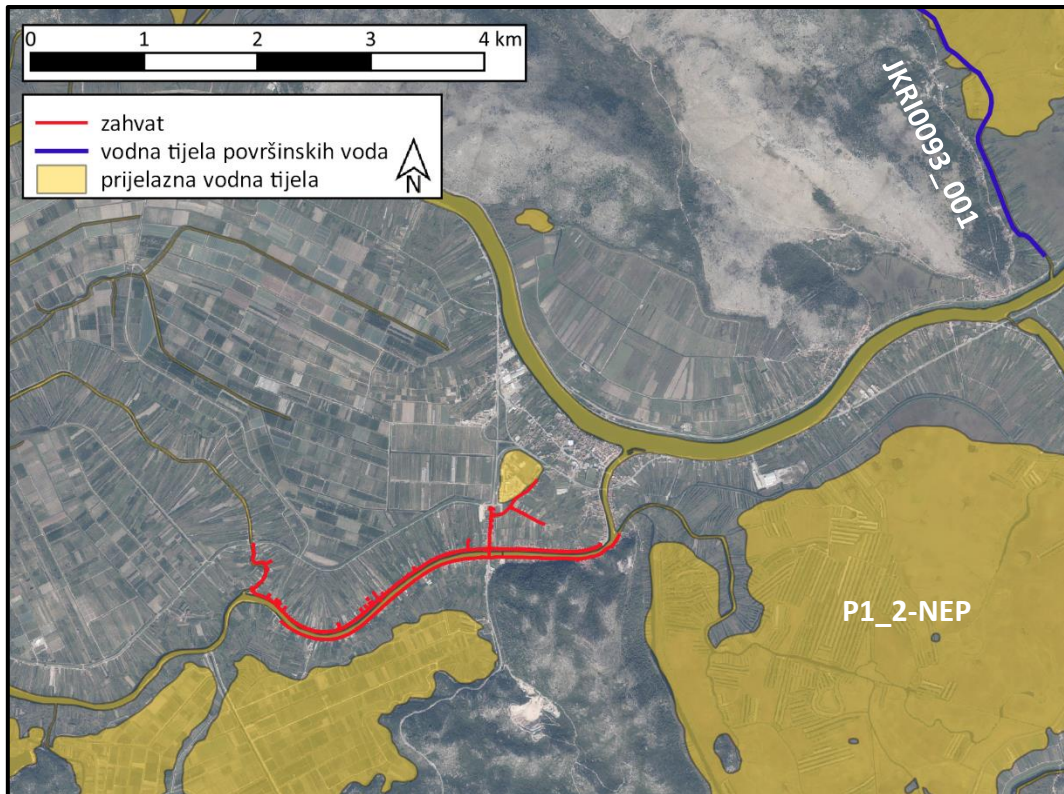 0 1 2 3 4 km
zahvat
vodna tijela površinskih voda
prijelazna vodna tijela
N
JKRI0093_001
P1_2-NEP